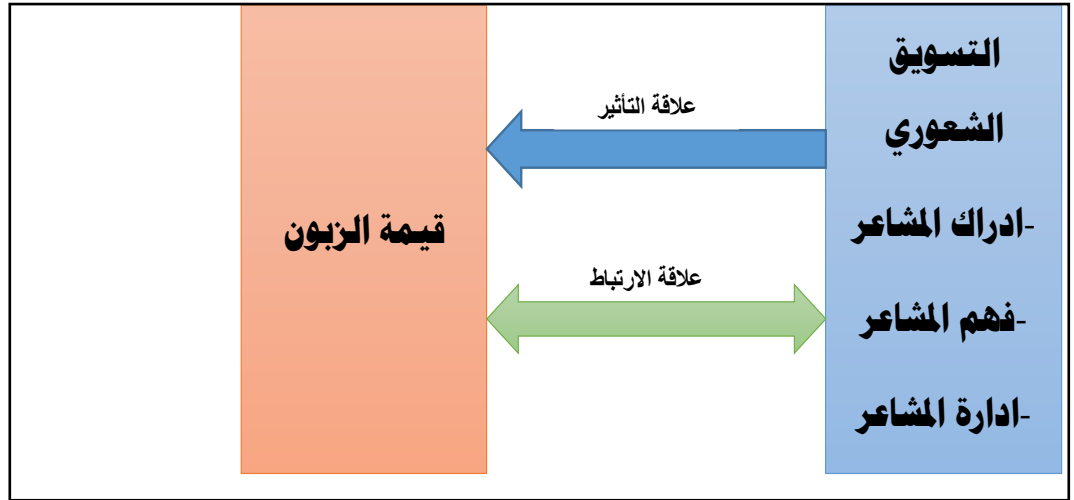 التسويق
الشعوري
-ادراك المشاعر
-فهم المشاعر
-ادارة المشاعر
علاقة التأثير
علاقة الارتباط
قيمة الزبون